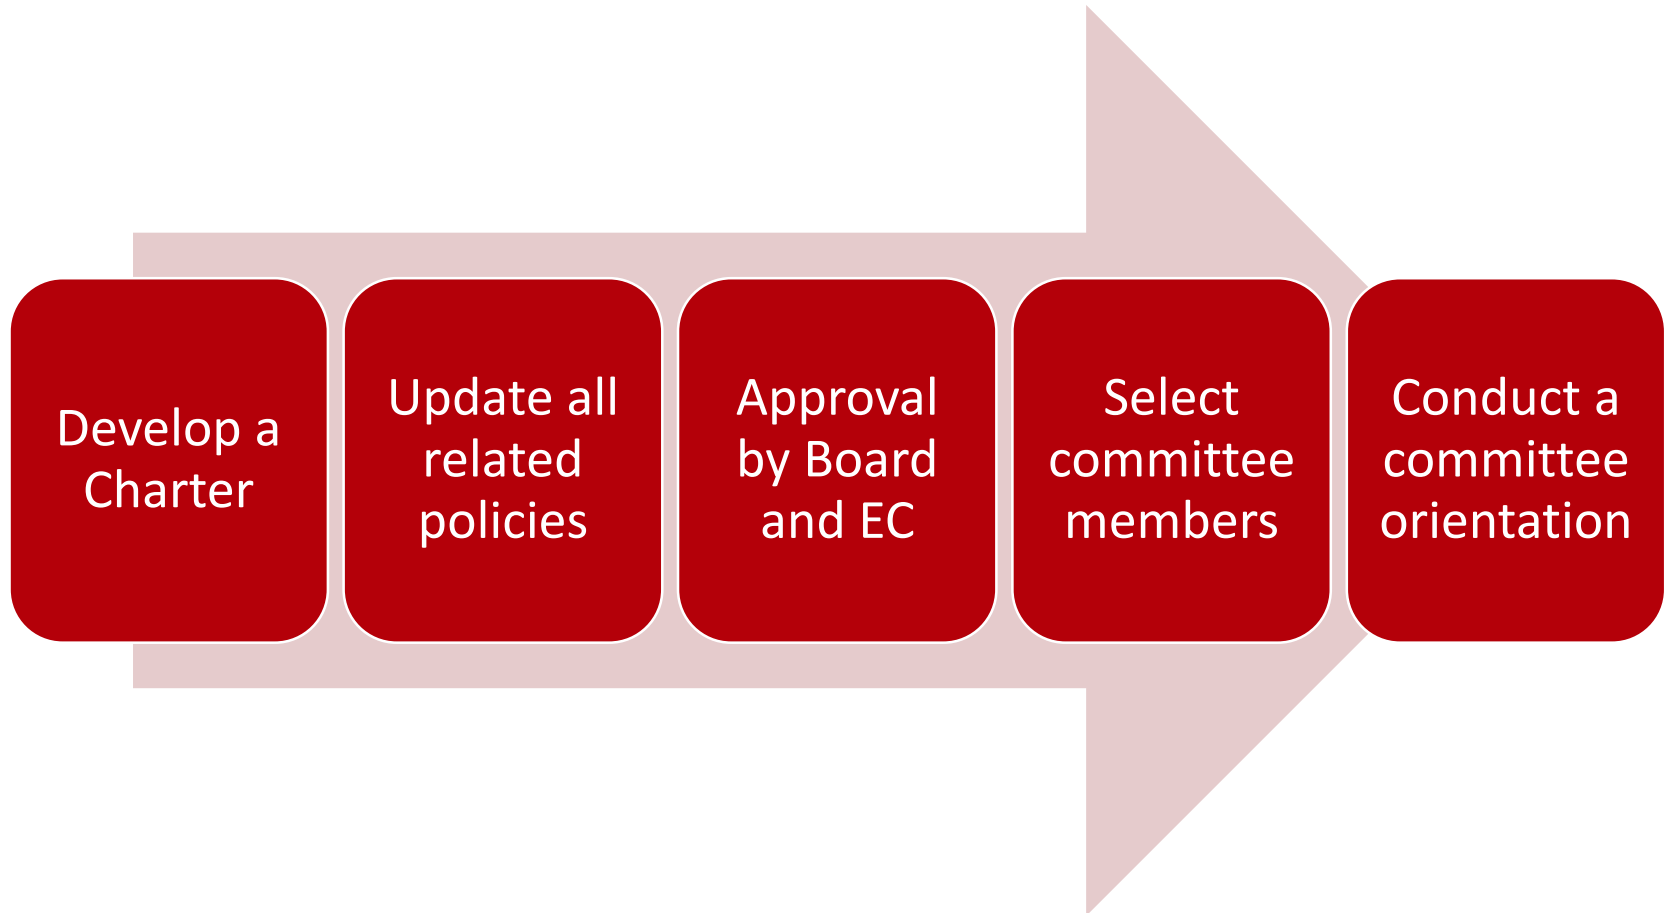 Develop a
Charter
Update all
related
policies
Approval
by Board
and EC
Select
committee
members
Conduct a
committee
orientation